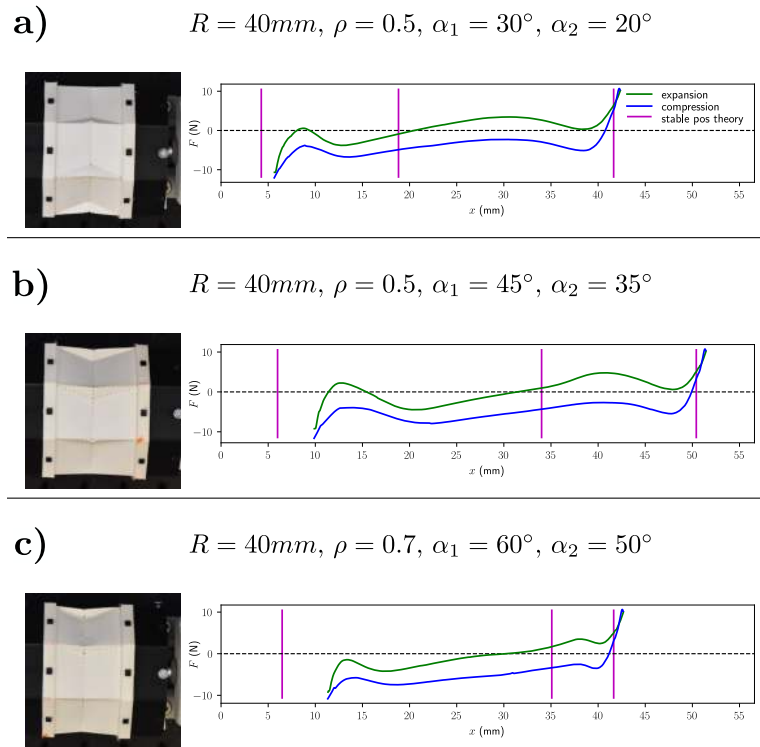 a) R = 40mm, ρ = 0.5, α₁ = 30°, α₂ = 20°
10
0
−10
F (N)
expansion
compression
stable pos theory
0 5 10 15 20 25 30 35 40 45 50 55
x (mm)
b) R = 40mm, ρ = 0.5, α₁ = 45°, α₂ = 35°
10
0
−10
F (N)
0 5 10 15 20 25 30 35 40 45 50 55
x (mm)
c) R = 40mm, ρ = 0.7, α₁ = 60°, α₂ = 50°
10
0
−10
F (N)
0 5 10 15 20 25 30 35 40 45 50 55
x (mm)